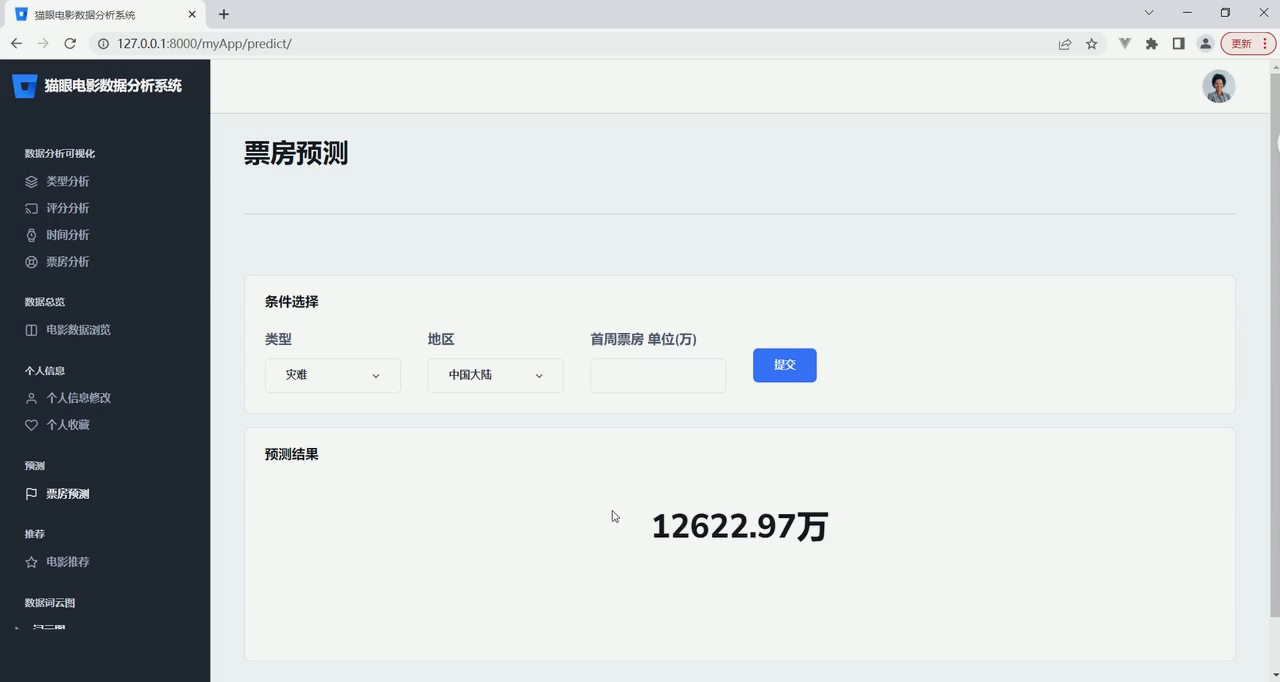 猫眼电影数据分析系统
127.0.0.1:8000/myApp/predict/
更新
猫眼电影数据分析系统
数据分析可视化
类型分析
评分分析
时间分析
票房分析
数据总览
电影数据浏览
个人信息
个人信息修改
个人收藏
预测
票房预测
推荐
电影推荐
数据词云图
词云图
票房预测
条件选择
类型
地区
首周票房 单位(万)
灾难
中国大陆
提交
预测结果
12622.97万